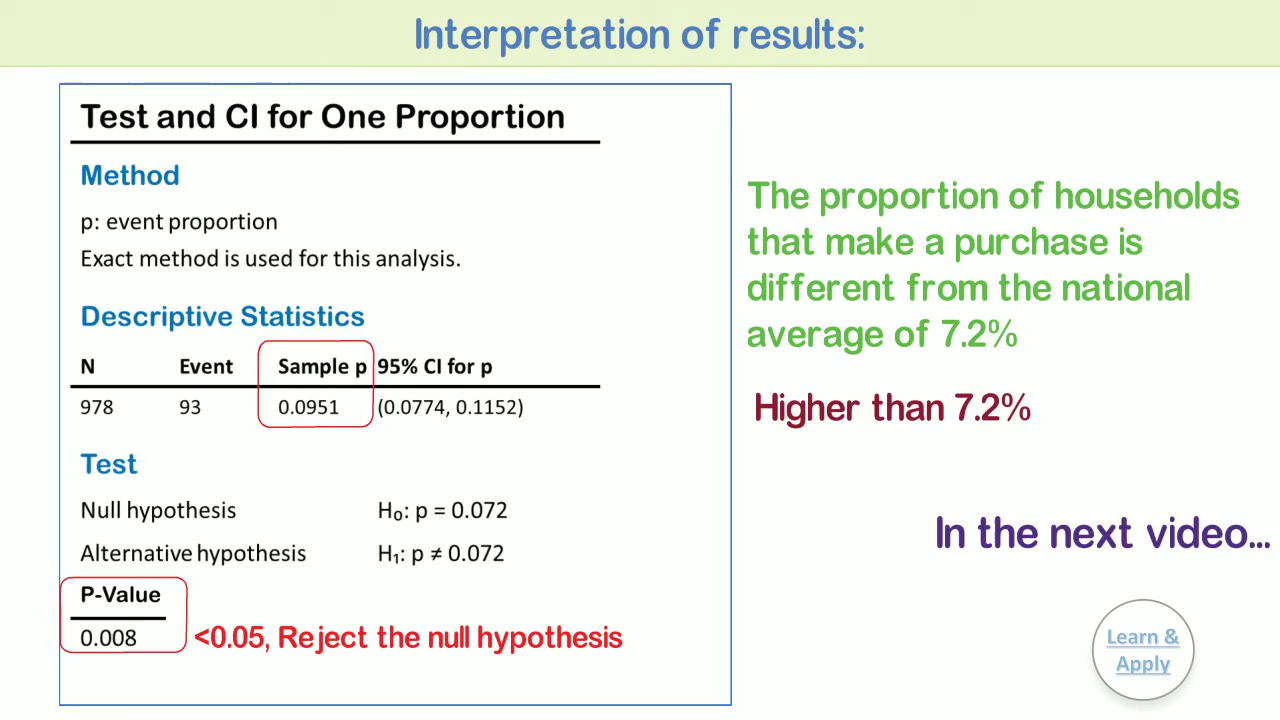 Interpretation of results:
Test and CI for One Proportion
Method
p: event proportion
Exact method is used for this analysis.
Descriptive Statistics
N Event Sample p 95% CI for p
978 93 0.0951 (0.0774, 0.1152)
Test
Null hypothesis H₀: p = 0.072
Alternative hypothesis H₁: p ≠ 0.072
P-Value
0.008 <0.05, Reject the null hypothesis
The proportion of households
that make a purchase is
different from the national
average of 7.2%
Higher than 7.2%
In the next video...
Learn &
Apply